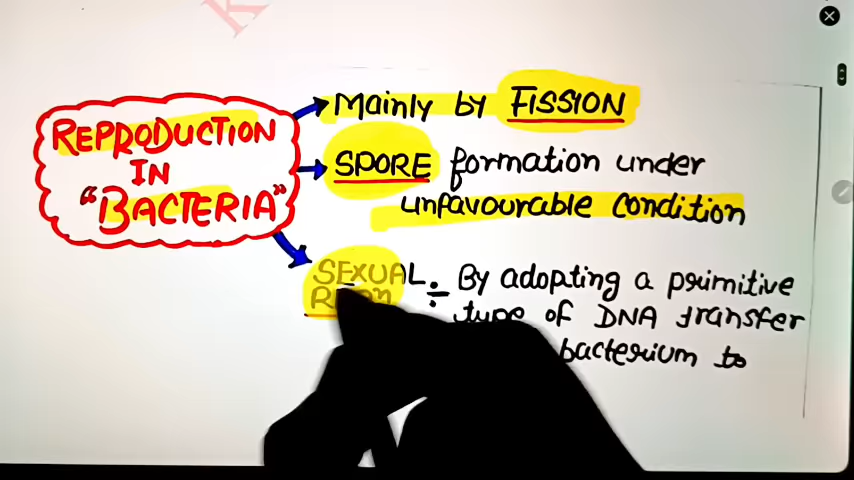 K
REPRODUCTION
IN
"BACTERIA"
Mainly by FISSION
SPORE formation under
unfavourable condition
SEXUAL ÷ By adopting a primitive
type of DNA transfer
bacterium to